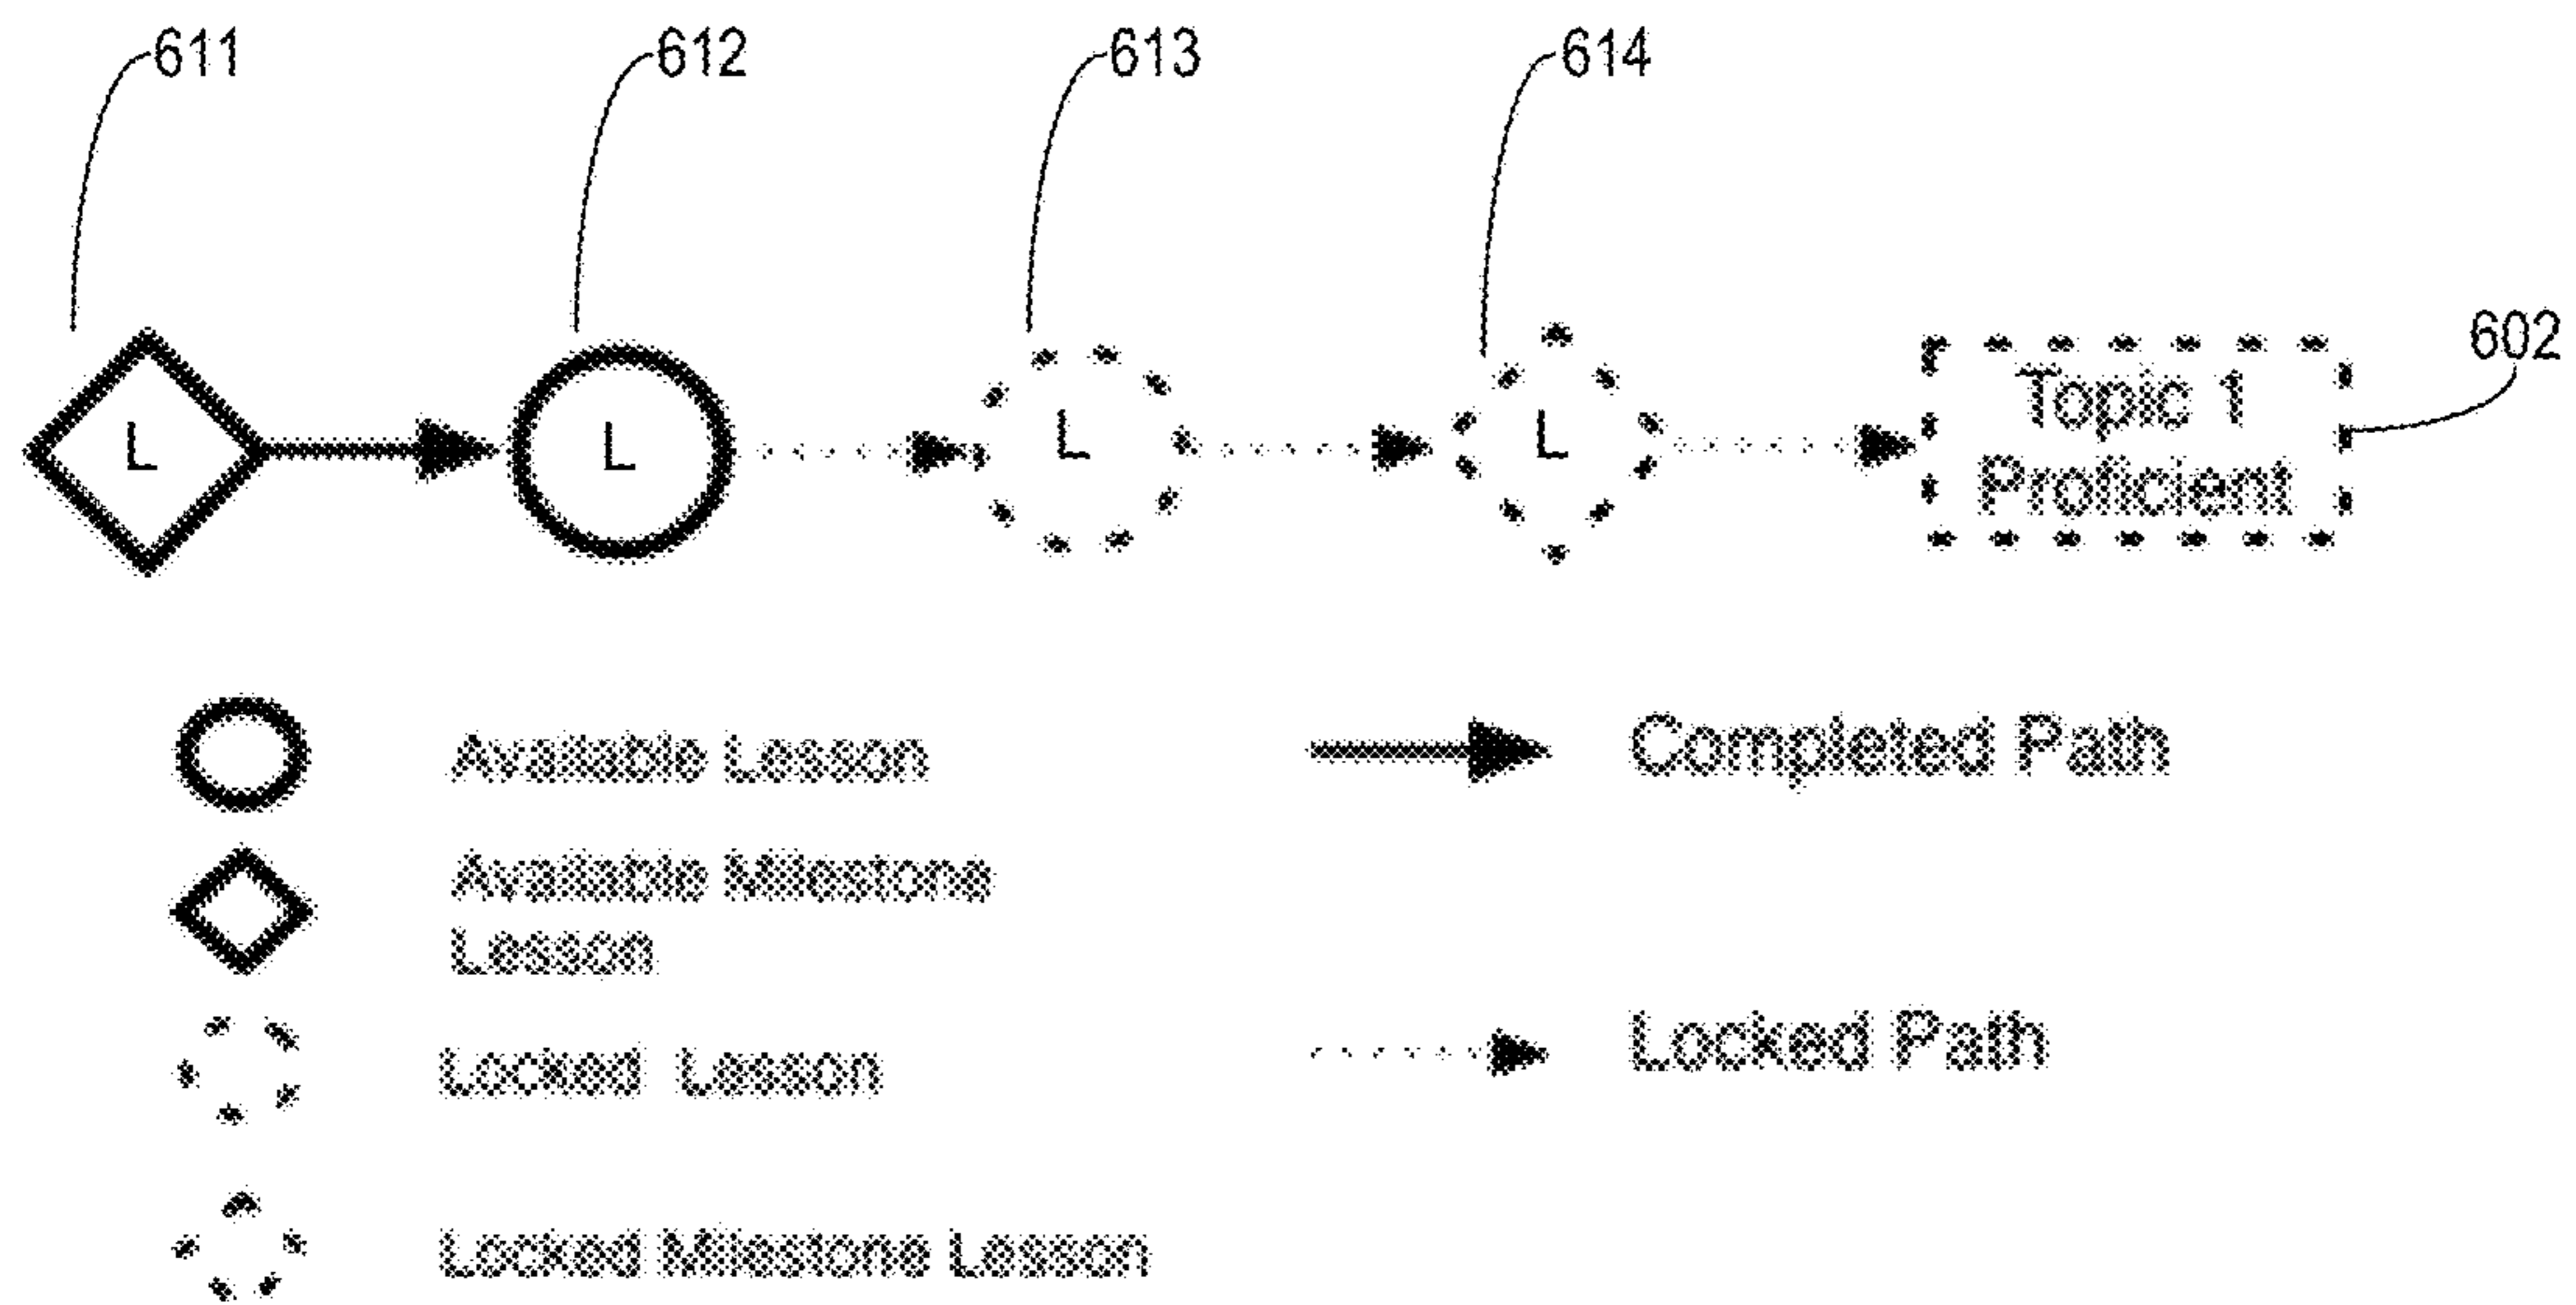 611 612 613 614
602
L L L L
Topic 1
Proficient
Available Lesson
Completed Path
Available Milestone
Lesson
Locked Lesson
Locked Path
Locked Milestone Lesson